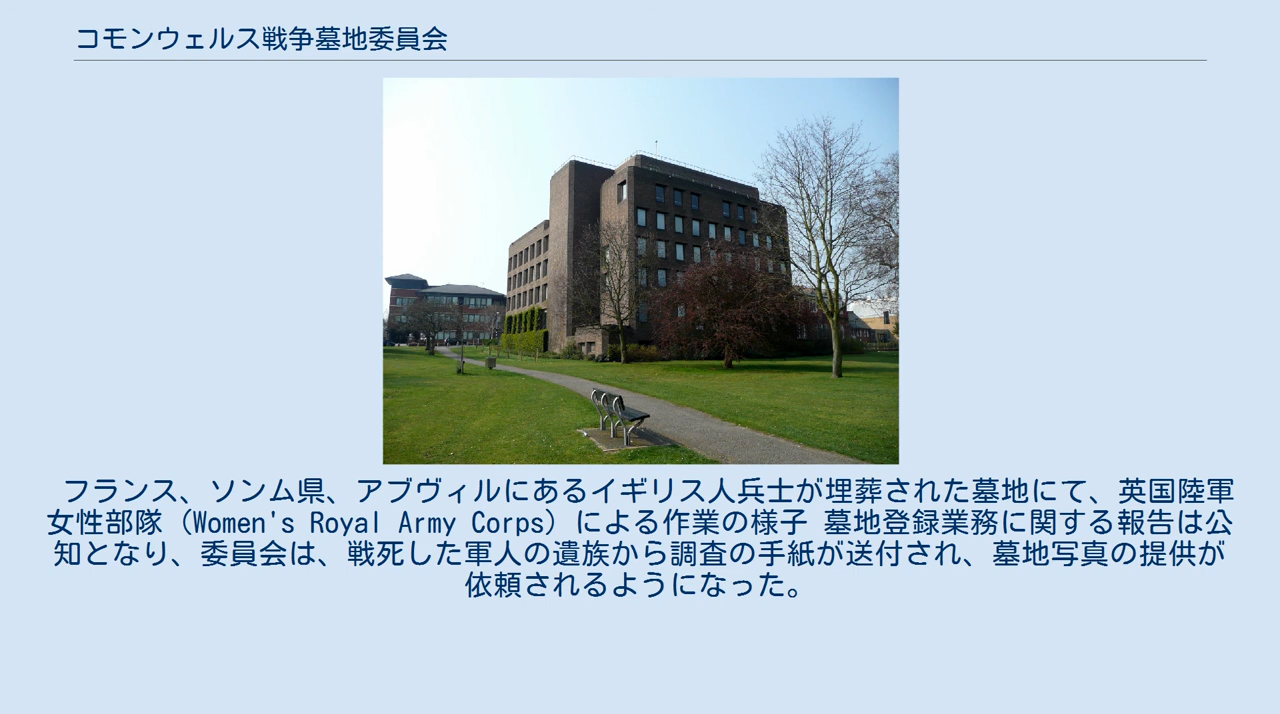 コモンウェルス戦争墓地委員会
フランス、ソンム県、アブヴィルにあるイギリス人兵士が埋葬された墓地にて、英国陸軍
女性部隊（Women's Royal Army Corps）による作業の様子 墓地登録業務に関する報告は公
知となり、委員会は、戦死した軍人の遺族から調査の手紙が送付され、墓地写真の提供が
依頼されるようになった。